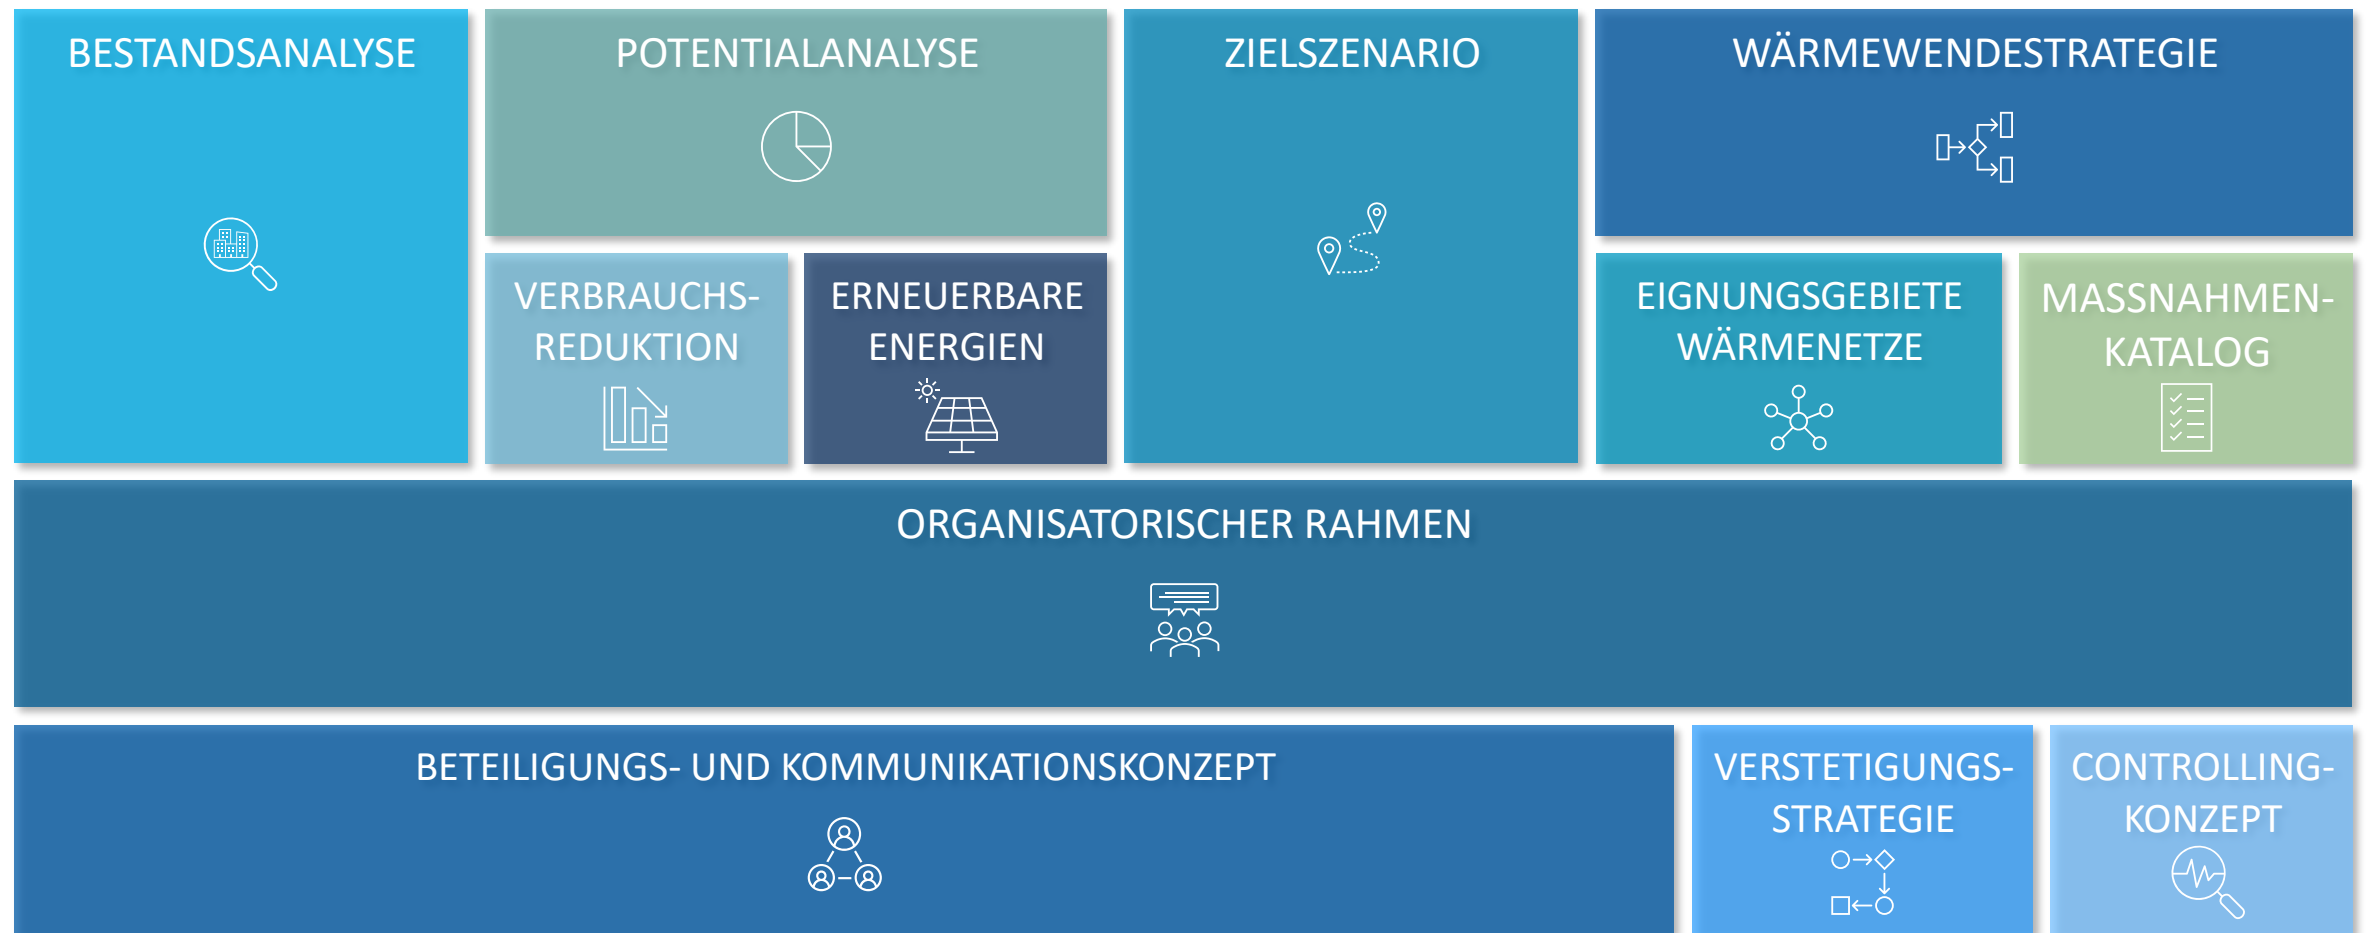 BESTANDSANALYSE
POTENTIALANALYSE
ZIELSZENARIO
WÄRMEWENDESTRATEGIE
VERBRAUCHS-
REDUKTION
ERNEUERBARE
ENERGIEN
EIGNUNGSGEBIETE
WÄRMENETZE
MASSNAHMEN-
KATALOG
ORGANISATORISCHER RAHMEN
BETEILIGUNGS- UND KOMMUNIKATIONSKONZEPT
VERSTETIGUNGS-
STRATEGIE
CONTROLLING-
KONZEPT